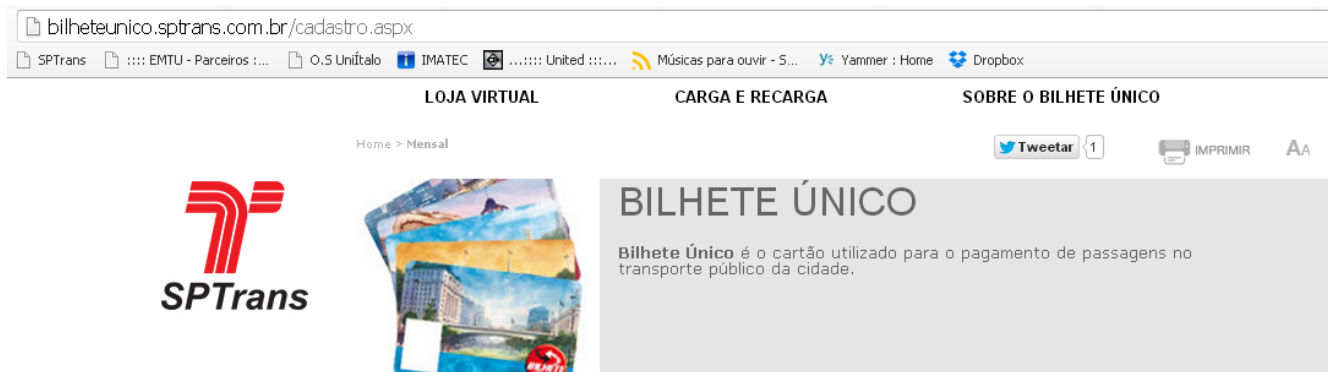 bilheteunico.sptrans.com.br/cadastro.aspx
SPTrans :::: EMTU - Parceiros :... O.S UniÍtalo IMATEC ...:::: United :::... Músicas para ouvir - S... Yammer : Home Dropbox
LOJA VIRTUAL CARGA E RECARGA SOBRE O BILHETE ÚNICO
Home > Mensal Tweetar 1 IMPRIMIR AA
BILHETE ÚNICO
Bilhete Único é o cartão utilizado para o pagamento de passagens no
transporte público da cidade.
SPTrans
BILHETE